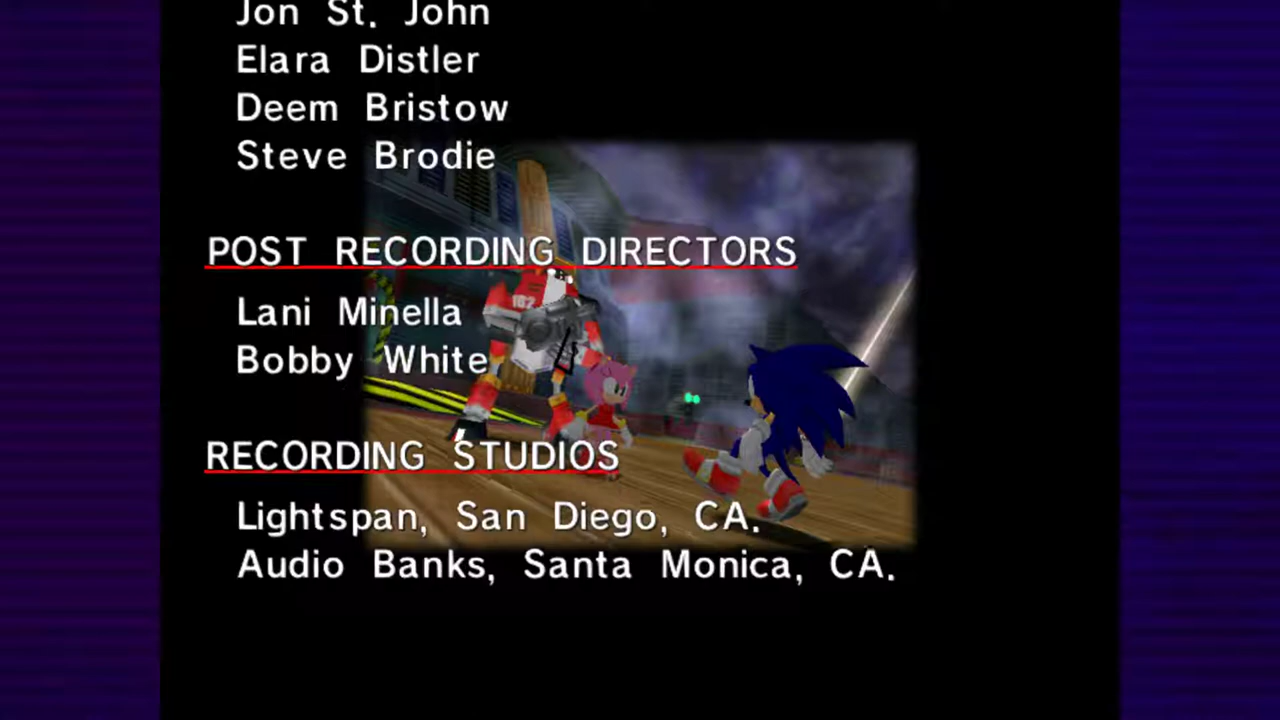 Jon St. John
Elara Distler
Deem Bristow
Steve Brodie
POST RECORDING DIRECTORS
102
Lani Minella
Bobby White
RECORDING STUDIOS
Lightspan, San Diego, CA.
Audio Banks, Santa Monica, CA.